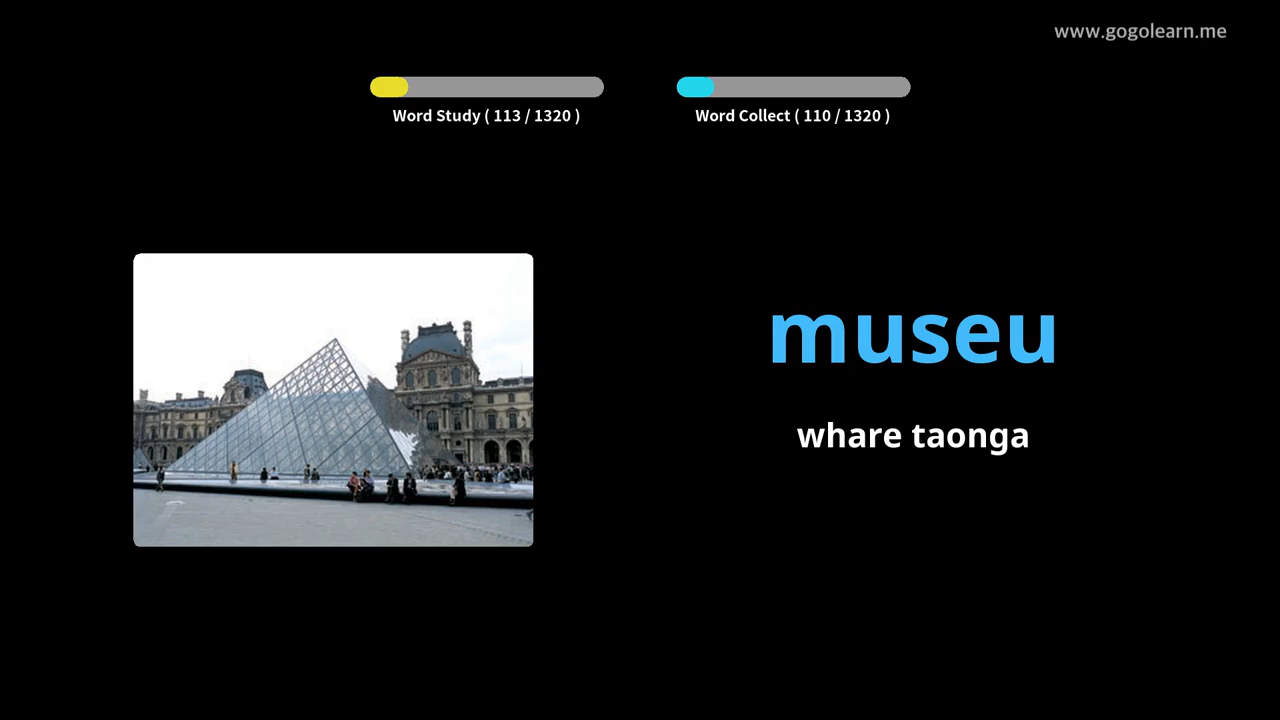 www.gogolearn.me
Word Study ( 113 / 1320 )
Word Collect ( 110 / 1320 )
museu
whare taonga